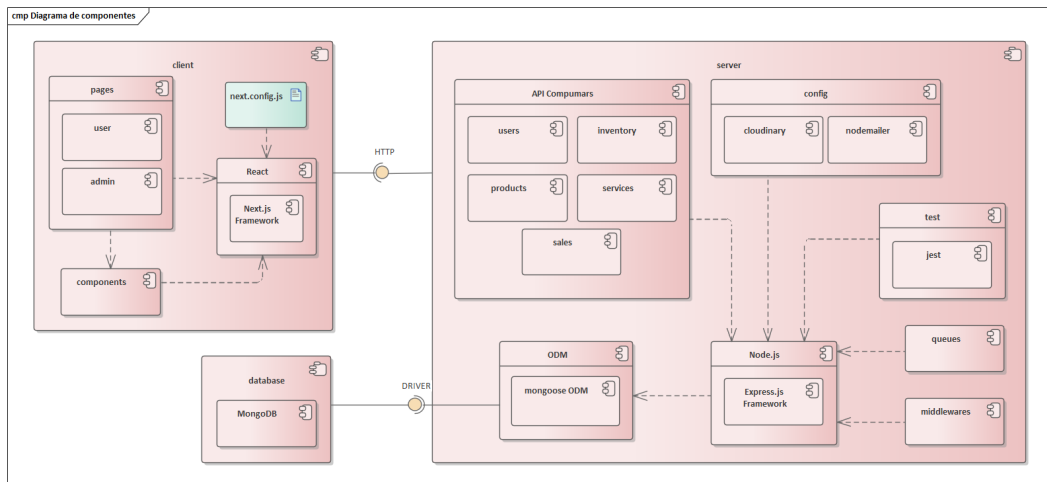 cmp Diagrama de componentes
client
pages
user
admin
next.config.js
React
Next.js
Framework
components
HTTP
server
API Compumars
users
inventory
products
services
sales
config
cloudinary
nodemailer
test
jest
queues
middlewares
Node.js
Express.js
Framework
ODM
mongoose ODM
DRIVER
database
MongoDB